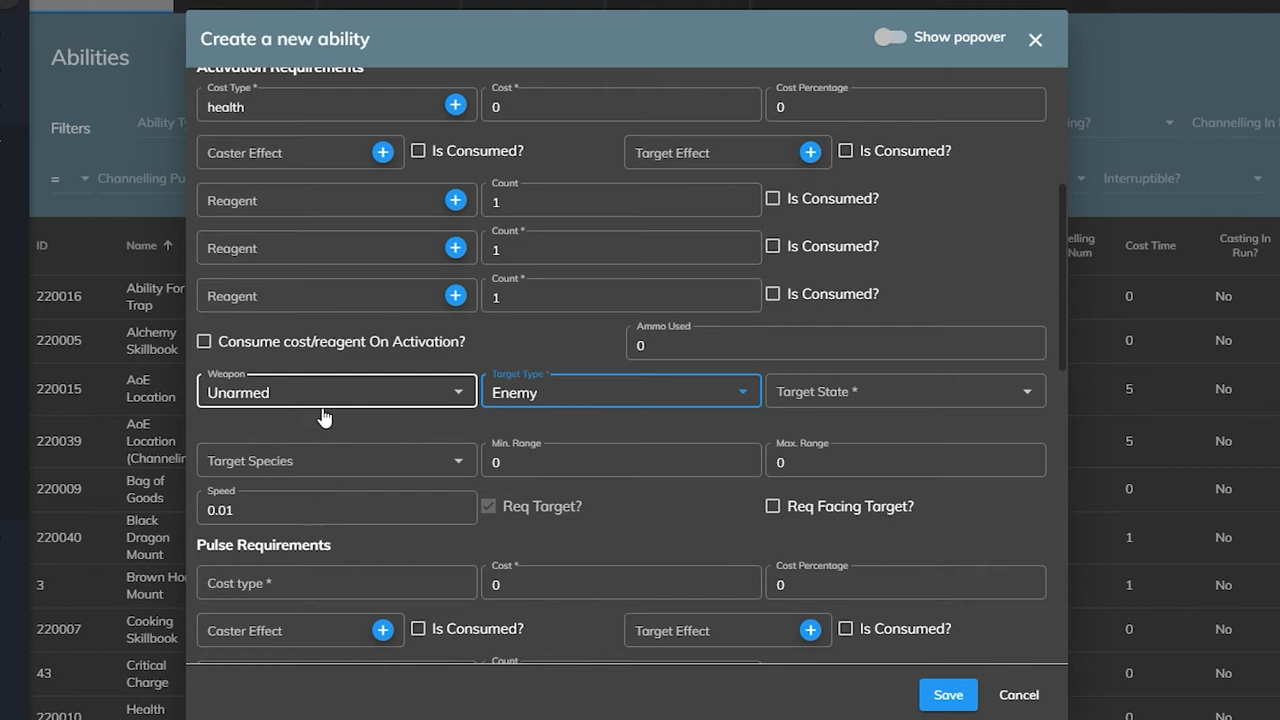 Create a new ability
Show popover
Abilities
Activation Requirements
Cost Type *
health
Cost *
0
Cost Percentage
0
Filters
Ability Ty
ing?
Channelling In
Caster Effect
Is Consumed?
Target Effect
Is Consumed?
=
Channelling Pu
Interruptible?
Reagent
Count
1
Is Consumed?
ID
Name
Reagent
Count *
1
Is Consumed?
elling
Num
Cost Time
Casting In
Run?
220016
Ability For
Trap
Reagent
Count *
1
Is Consumed?
0
No
220005
Alchemy
Skillbook
Consume cost/reagent On Activation?
Ammo Used
0
0
No
220015
AoE
Location
Weapon
Unarmed
Target Type *
Enemy
Target State *
5
No
220039
AoE
Location
(Channelin
Target Species
Min. Range
0
Max. Range
0
5
No
220009
Bag of
Goods
Speed
0.01
Req Target?
Req Facing Target?
0
No
220040
Black
Dragon
Mount
Pulse Requirements
1
No
3
Brown Ho
Mount
Cost type *
Cost *
0
Cost Percentage
0
1
No
220007
Cooking
Skillbook
Caster Effect
Is Consumed?
Target Effect
Is Consumed?
0
No
43
Critical
Charge
Count
0
No
220010
Health
Save
Cancel
0
No